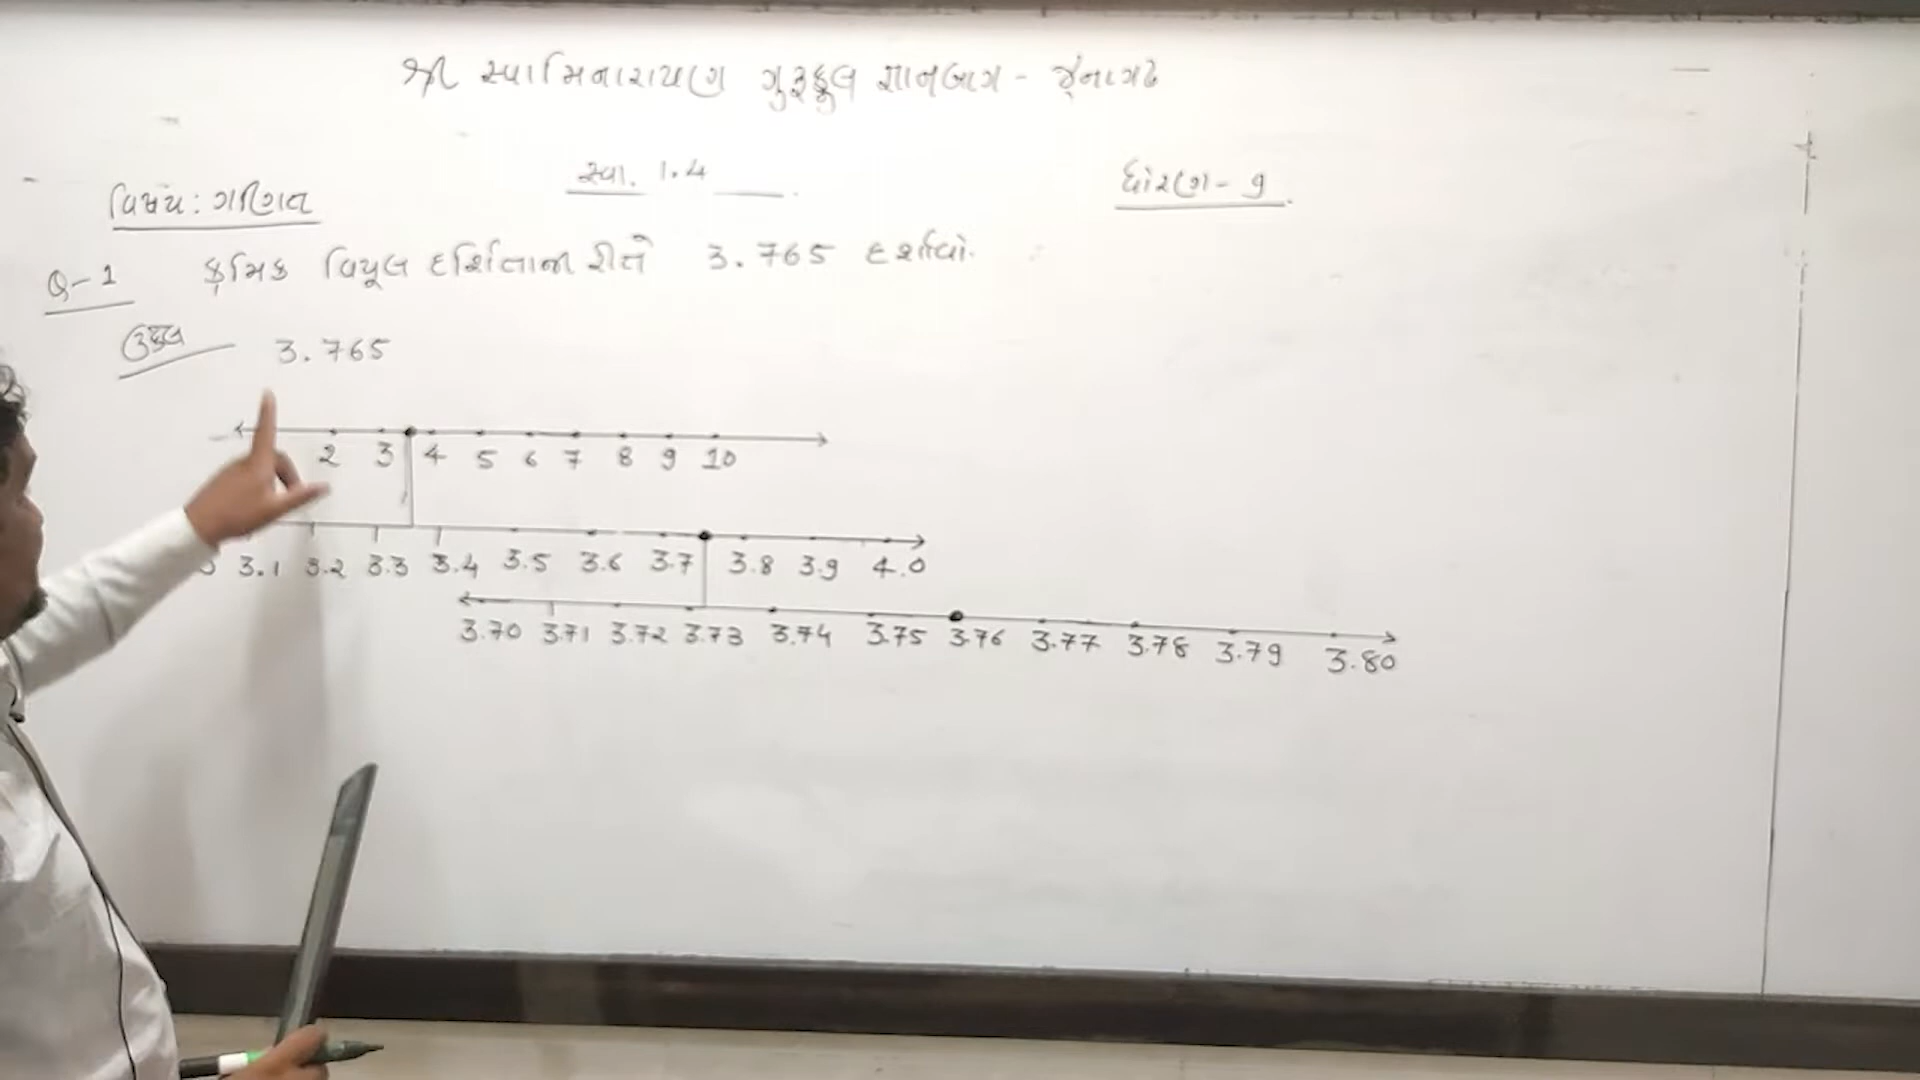 શ્રી સ્વામિનારાયણ ગુરુકુલ જ્ઞાનબાગ - જૂનાગઢ
વિષય : ગણિત
સ્વા. 1.4
ધોરણ - 9
Q-1 ક્રમિક વિપુલ દર્શિતાની રીતે 3.765 દર્શાવો.
ઉકેલ 3.765
2 3 4 5 6 7 8 9 10
3.1 3.2 3.3 3.4 3.5 3.6 3.7 3.8 3.9 4.0
3.70 3.71 3.72 3.73 3.74 3.75 3.76 3.77 3.78 3.79 3.80